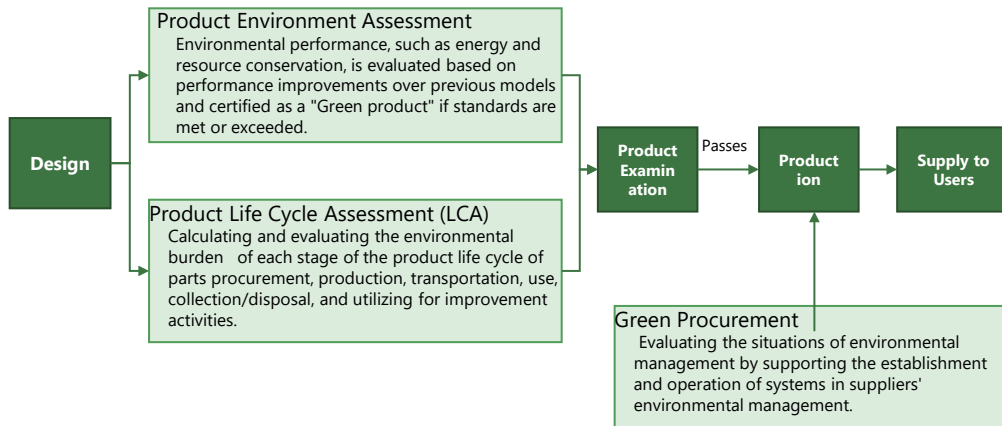 Product Environment Assessment
Environmental performance, such as energy and
resource conservation, is evaluated based on
performance improvements over previous models
and certified as a "Green product" if standards are
met or exceeded.
Design
Product Life Cycle Assessment (LCA)
Calculating and evaluating the environmental
burden of each stage of the product life cycle of
parts procurement, production, transportation, use,
collection/disposal, and utilizing for improvement
activities.
Product
Examin
ation
Passes
Product
ion
Supply to
Users
Green Procurement
Evaluating the situations of environmental
management by supporting the establishment
and operation of systems in suppliers'
environmental management.